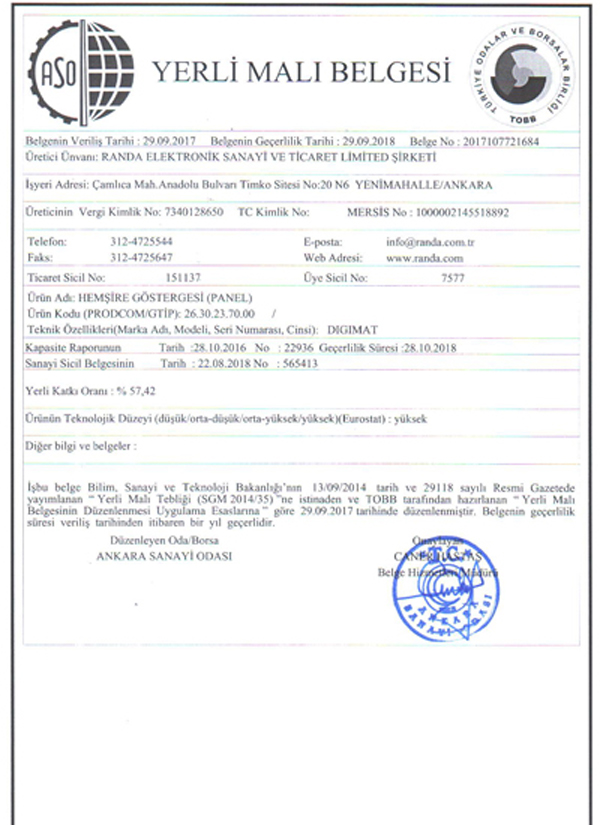 ASO
YERLİ MALI BELGESİ
TÜRKİYE ODALAR VE BORSALAR BİRLİĞİ
TOBB
Belgenin Veriliş Tarihi : 29.09.2017 Belgenin Geçerlilik Tarihi : 29.09.2018 Belge No : 2017107721684
Üretici Ünvanı: RANDA ELEKTRONİK SANAYİ VE TİCARET LİMİTED ŞİRKETİ
İşyeri Adresi: Çamlıca Mah.Anadolu Bulvarı Timko Sitesi No:20 N6 YENİMAHALLE/ANKARA
Üreticinin Vergi Kimlik No: 7340128650 TC Kimlik No: MERSİS No : 1000002145518892
Telefon: 312-4725544 E-posta: info@randa.com.tr
Faks: 312-4725647 Web Adresi: www.randa.com
Ticaret Sicil No: 151137 Üye Sicil No: 7577
Ürün Adı: HEMŞİRE GÖSTERGESİ (PANEL)
Ürün Kodu (PRODCOM/GTİP): 26.30.23.70.00 /
Teknik Özellikleri(Marka Adı, Modeli, Seri Numarası, Cinsi): DIGIMAT
Kapasite Raporunun Tarih :28.10.2016 No : 22936 Geçerlilik Süresi :28.10.2018
Sanayi Sicil Belgesinin Tarih : 22.08.2018 No : 565413
Yerli Katkı Oranı : % 57,42
Ürünün Teknolojik Düzeyi (düşük/orta-düşük/orta-yüksek/yüksek)(Eurostat) : yüksek
Diğer bilgi ve belgeler :
İşbu belge Bilim, Sanayi ve Teknoloji Bakanlığı'nın 13/09/2014 tarih ve 29118 sayılı Resmi Gazetede
yayımlanan “ Yerli Malı Tebliği (SGM 2014/35) ”ne istinaden ve TOBB tarafından hazırlanan “ Yerli Malı
Belgesinin Düzenlenmesi Uygulama Esaslarına ” göre 29.09.2017 tarihinde düzenlenmiştir. Belgenin geçerlilik
süresi veriliş tarihinden itibaren bir yıl geçerlidir.
Düzenleyen Oda/Borsa Onaylayan
ANKARA SANAYİ ODASI CANER HASTAŞ
Belge Hizmetleri Müdürü
T.C.
ANKARA
SANAYİ ODASI